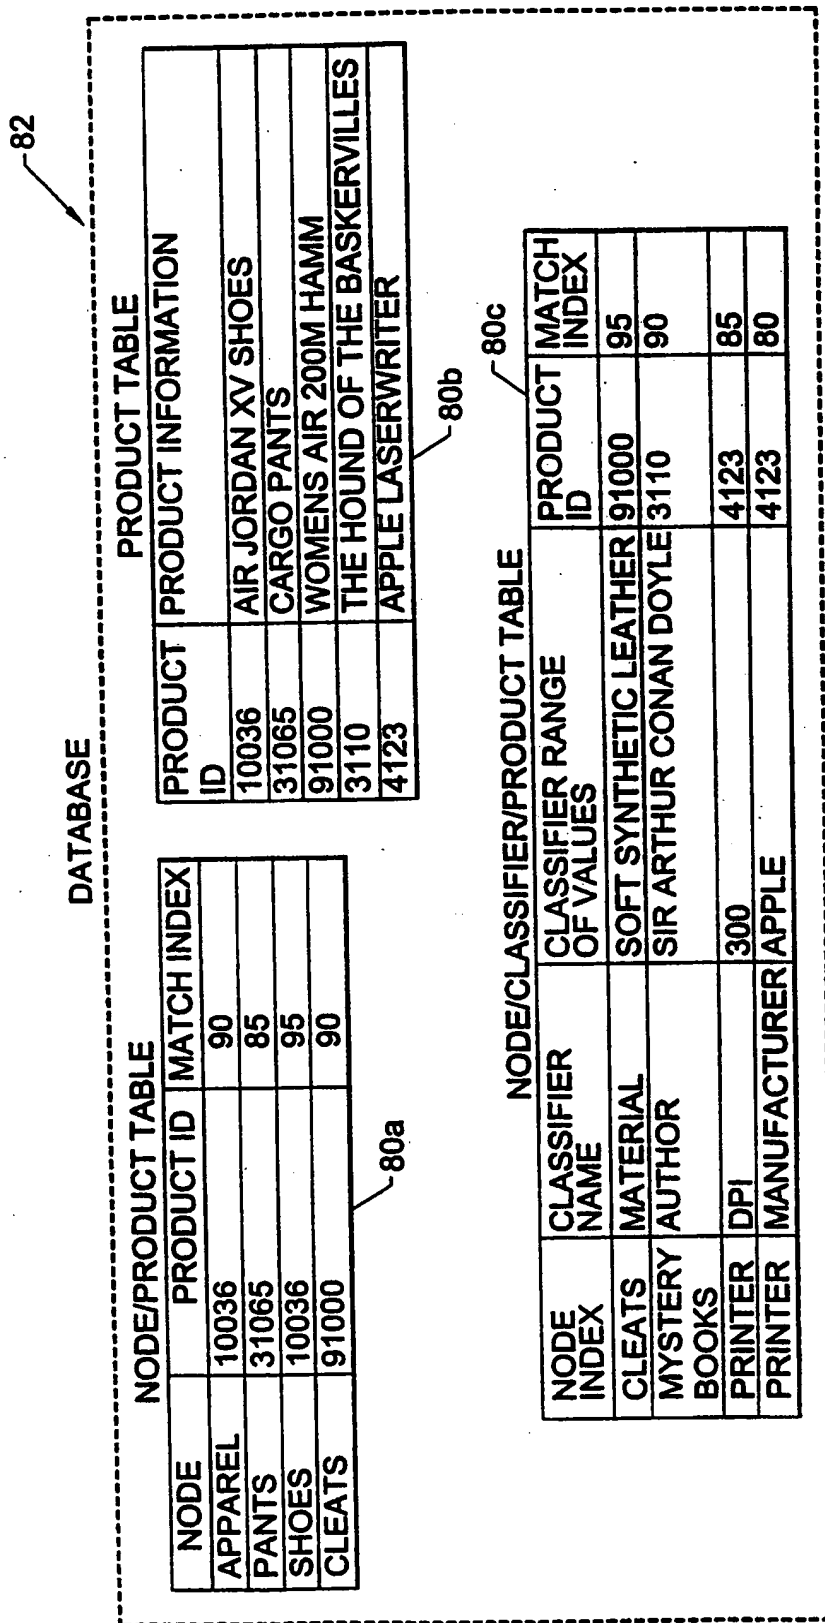 82
DATABASE
NODE/PRODUCT TABLE
NODE PRODUCT ID MATCH INDEX
APPAREL 10036 90
PANTS 31065 85
SHOES 10036 95
CLEATS 91000 90
80a
PRODUCT TABLE
PRODUCT ID PRODUCT INFORMATION
10036 AIR JORDAN XV SHOES
31065 CARGO PANTS
91000 WOMENS AIR 200M HAMM
3110 THE HOUND OF THE BASKERVILLES
4123 APPLE LASERWRITER
80b
NODE/CLASSIFIER/PRODUCT TABLE
80c
NODE INDEX CLASSIFIER NAME CLASSIFIER RANGE OF VALUES PRODUCT ID MATCH INDEX
CLEATS MATERIAL SOFT SYNTHETIC LEATHER 91000 95
MYSTERY BOOKS AUTHOR SIR ARTHUR CONAN DOYLE 3110 90
PRINTER DPI 300 4123 85
PRINTER MANUFACTURER APPLE 4123 80